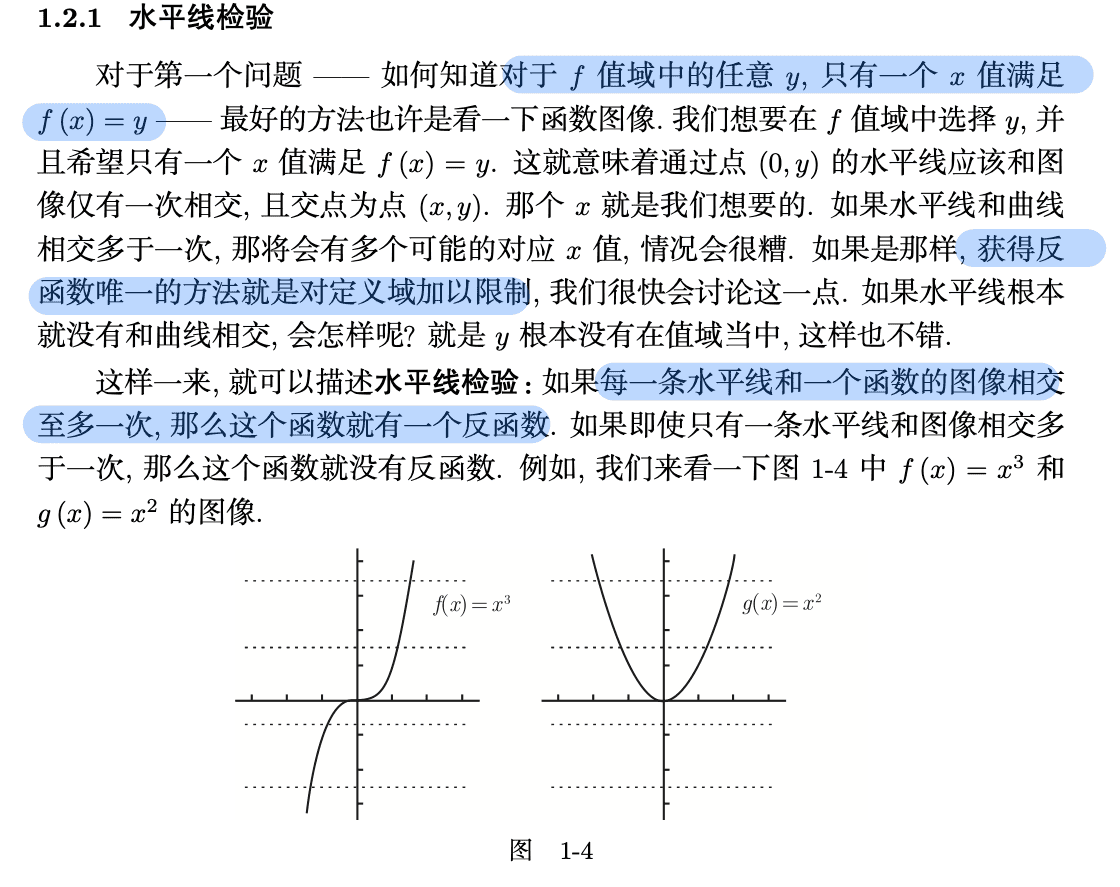 1.2.1 水平线检验
对于第一个问题 —— 如何知道对于 f 值域中的任意 y, 只有一个 x 值满足
f (x) = y —— 最好的方法也许是看一下函数图像. 我们想要在 f 值域中选择 y, 并
且希望只有一个 x 值满足 f (x) = y. 这就意味着通过点 (0, y) 的水平线应该和图
像仅有一次相交, 且交点为点 (x, y). 那个 x 就是我们想要的. 如果水平线和曲线
相交多于一次, 那将会有多个可能的对应 x 值, 情况会很糟. 如果是那样, 获得反
函数唯一的方法就是对定义域加以限制, 我们很快会讨论这一点. 如果水平线根本
就没有和曲线相交, 会怎样呢? 就是 y 根本没有在值域当中, 这样也不错.
这样一来, 就可以描述水平线检验: 如果每一条水平线和一个函数的图像相交
至多一次, 那么这个函数就有一个反函数. 如果即使只有一条水平线和图像相交多
于一次, 那么这个函数就没有反函数. 例如, 我们来看一下图 1-4 中 f (x) = x³ 和
g (x) = x² 的图像.
f(x) = x³
g(x) = x²
图 1-4